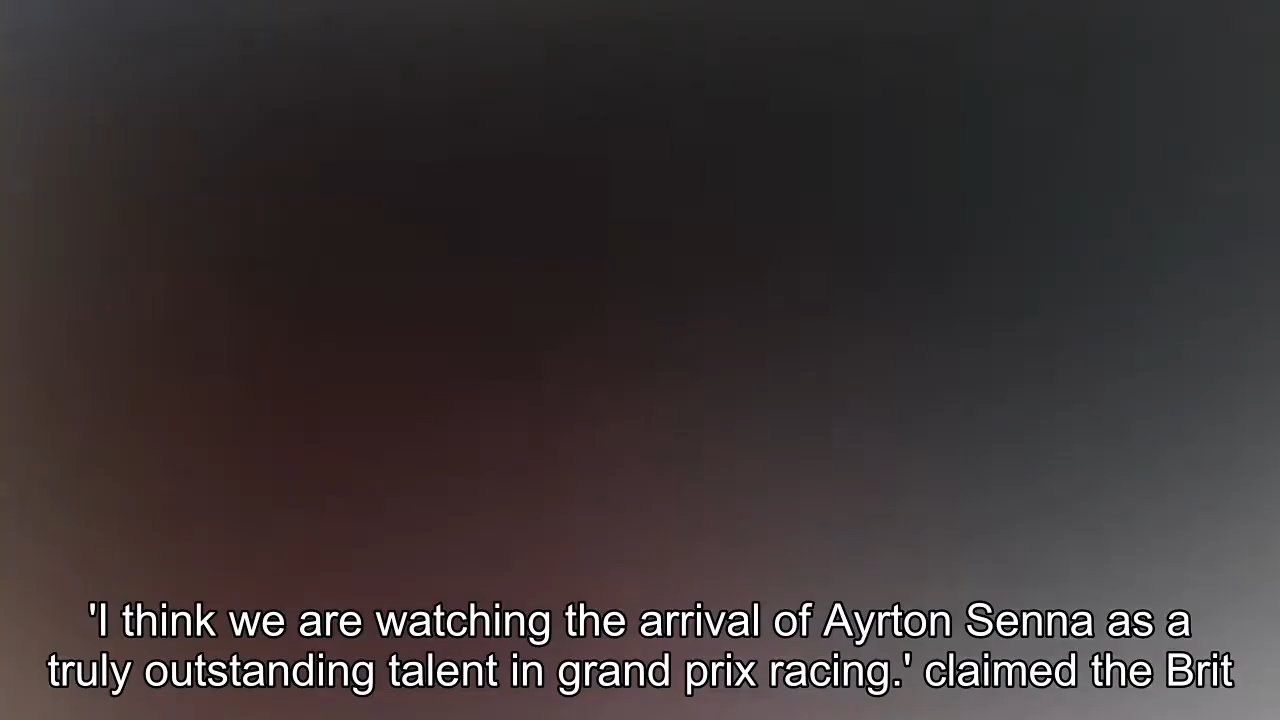 'I think we are watching the arrival of Ayrton Senna as a
truly outstanding talent in grand prix racing.' claimed the Brit